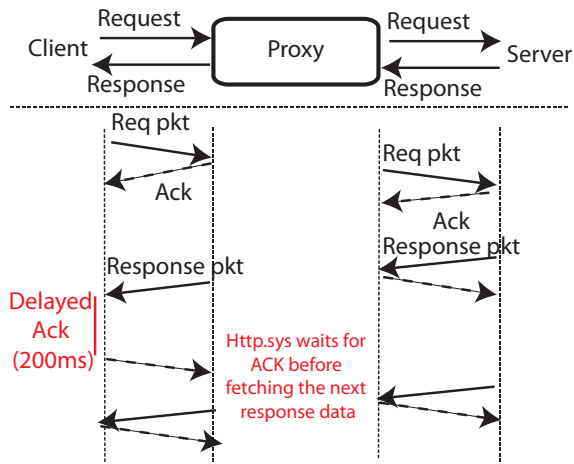 Request
Request
Client
Proxy
Server
Response
Response
Req pkt
Req pkt
Ack
Ack
Response pkt
Response pkt
Delayed
Ack
(200ms)
Http.sys waits for
ACK before
fetching the next
response data